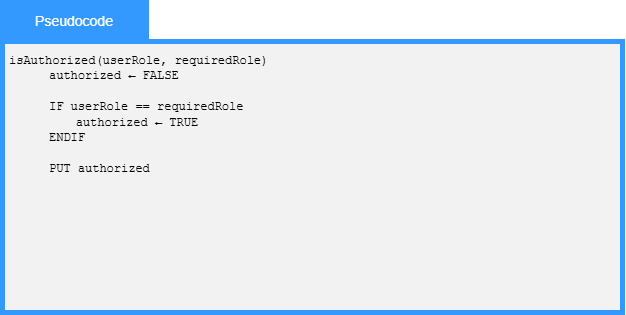 Pseudocode
isAuthorized(userRole, requiredRole)
authorized ← FALSE
IF userRole == requiredRole
authorized ← TRUE
ENDIF
PUT authorized